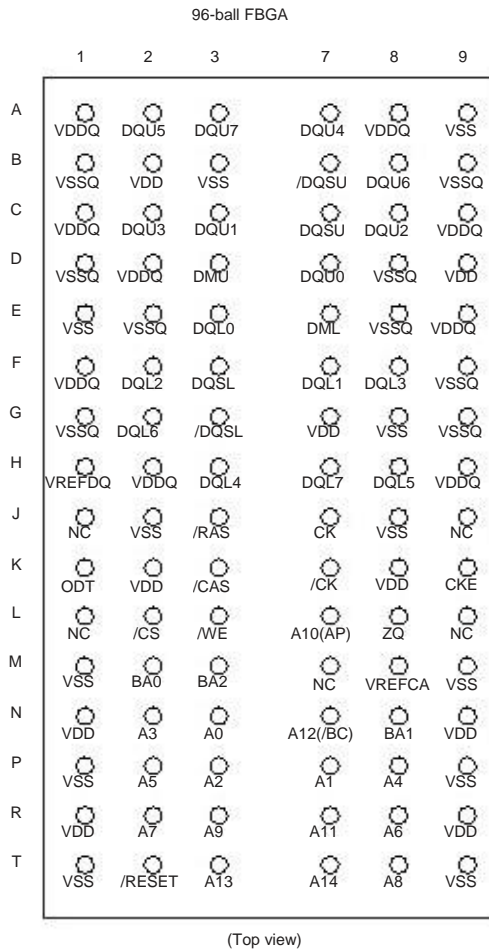 96-ball FBGA
1 2 3 7 8 9
A
VDDQ DQU5 DQU7 DQU4 VDDQ VSS
B
VSSQ VDD VSS /DQSU DQU6 VSSQ
C
VDDQ DQU3 DQU1 DQSU DQU2 VDDQ
D
VSSQ VDDQ DMU DQU0 VSSQ VDD
E
VSS VSSQ DQL0 DML VSSQ VDDQ
F
VDDQ DQL2 DQSL DQL1 DQL3 VSSQ
G
VSSQ DQL6 /DQSL VDD VSS VSSQ
H
VREFDQ VDDQ DQL4 DQL7 DQL5 VDDQ
J
NC VSS /RAS CK VSS NC
K
ODT VDD /CAS /CK VDD CKE
L
NC /CS /WE A10(AP) ZQ NC
M
VSS BA0 BA2 NC VREFCA VSS
N
VDD A3 A0 A12(/BC) BA1 VDD
P
VSS A5 A2 A1 A4 VSS
R
VDD A7 A9 A11 A6 VDD
T
VSS /RESET A13 A14 A8 VSS
(Top view)